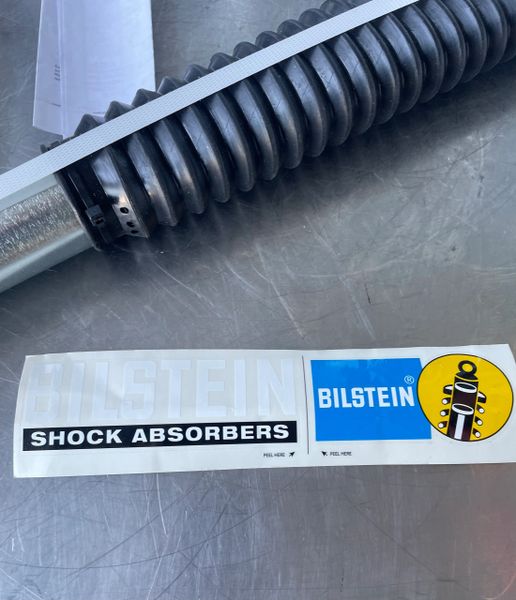 BILSTEIN
SHOCK ABSORBERS
PEEL HERE
BILSTEIN®
PEEL HERE